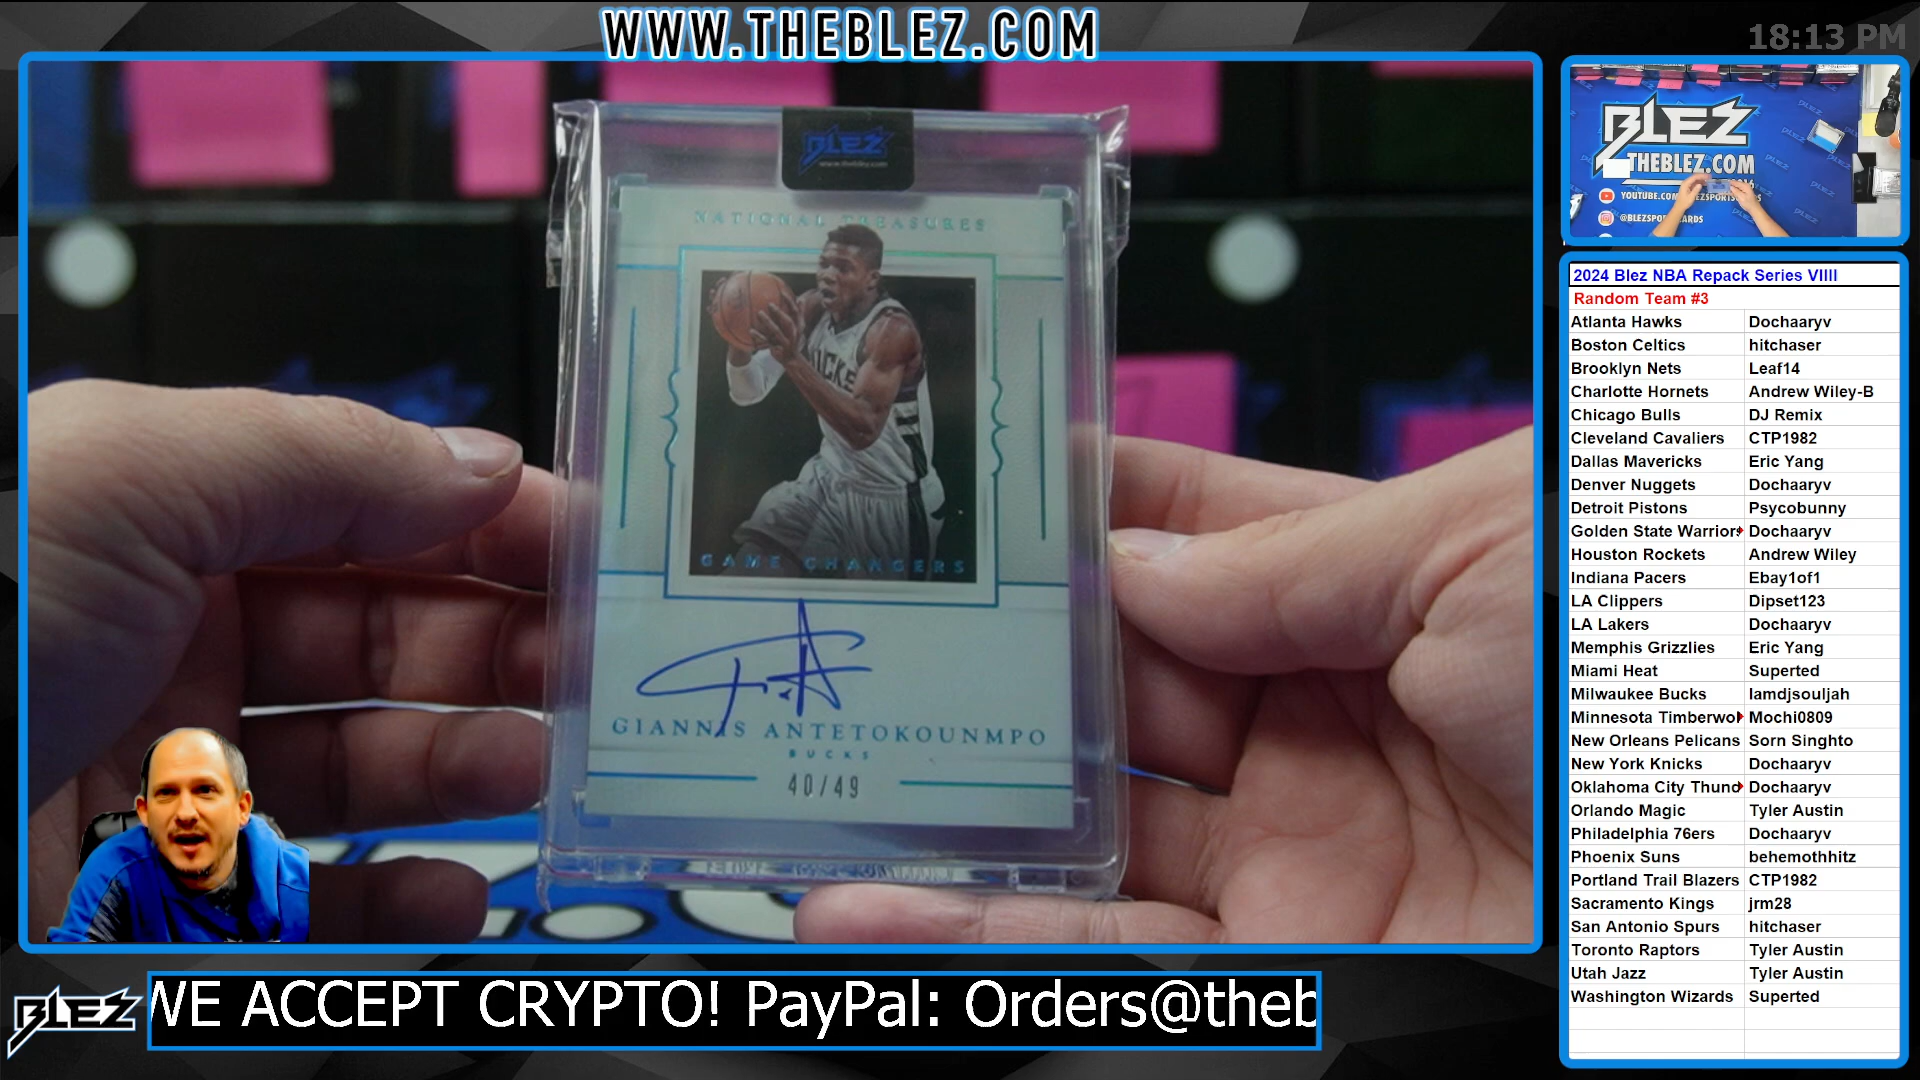 WWW.THEBLEZ.COM
18:13 PM
BLEZ
NATIONAL TREASURES
BUCKS
GAME CHANGERS
GIANNIS ANTETOKOUNMPO
BUCKS
40/49
BLEZ
THEBLEZ.COM
@BLEZSPORTSCARDS
2024 Blez NBA Repack Series VIIII
Random Team #3
Atlanta Hawks Dochaaryv
Boston Celtics hitchaser
Brooklyn Nets Leaf14
Charlotte Hornets Andrew Wiley-B
Chicago Bulls DJ Remix
Cleveland Cavaliers CTP1982
Dallas Mavericks Eric Yang
Denver Nuggets Dochaaryv
Detroit Pistons Psycobunny
Golden State Warriors Dochaaryv
Houston Rockets Andrew Wiley
Indiana Pacers Ebay1of1
LA Clippers Dipset123
LA Lakers Dochaaryv
Memphis Grizzlies Eric Yang
Miami Heat Superted
Milwaukee Bucks Iamdjsouljah
Minnesota Timberwol Mochi0809
New Orleans Pelicans Sorn Singhto
New York Knicks Dochaaryv
Oklahoma City Thund Dochaaryv
Orlando Magic Tyler Austin
Philadelphia 76ers Dochaaryv
Phoenix Suns behemothhitz
Portland Trail Blazers CTP1982
Sacramento Kings jrm28
San Antonio Spurs hitchaser
Toronto Raptors Tyler Austin
Utah Jazz Tyler Austin
Washington Wizards Superted
BLEZ
WE ACCEPT CRYPTO! PayPal: Orders@theb